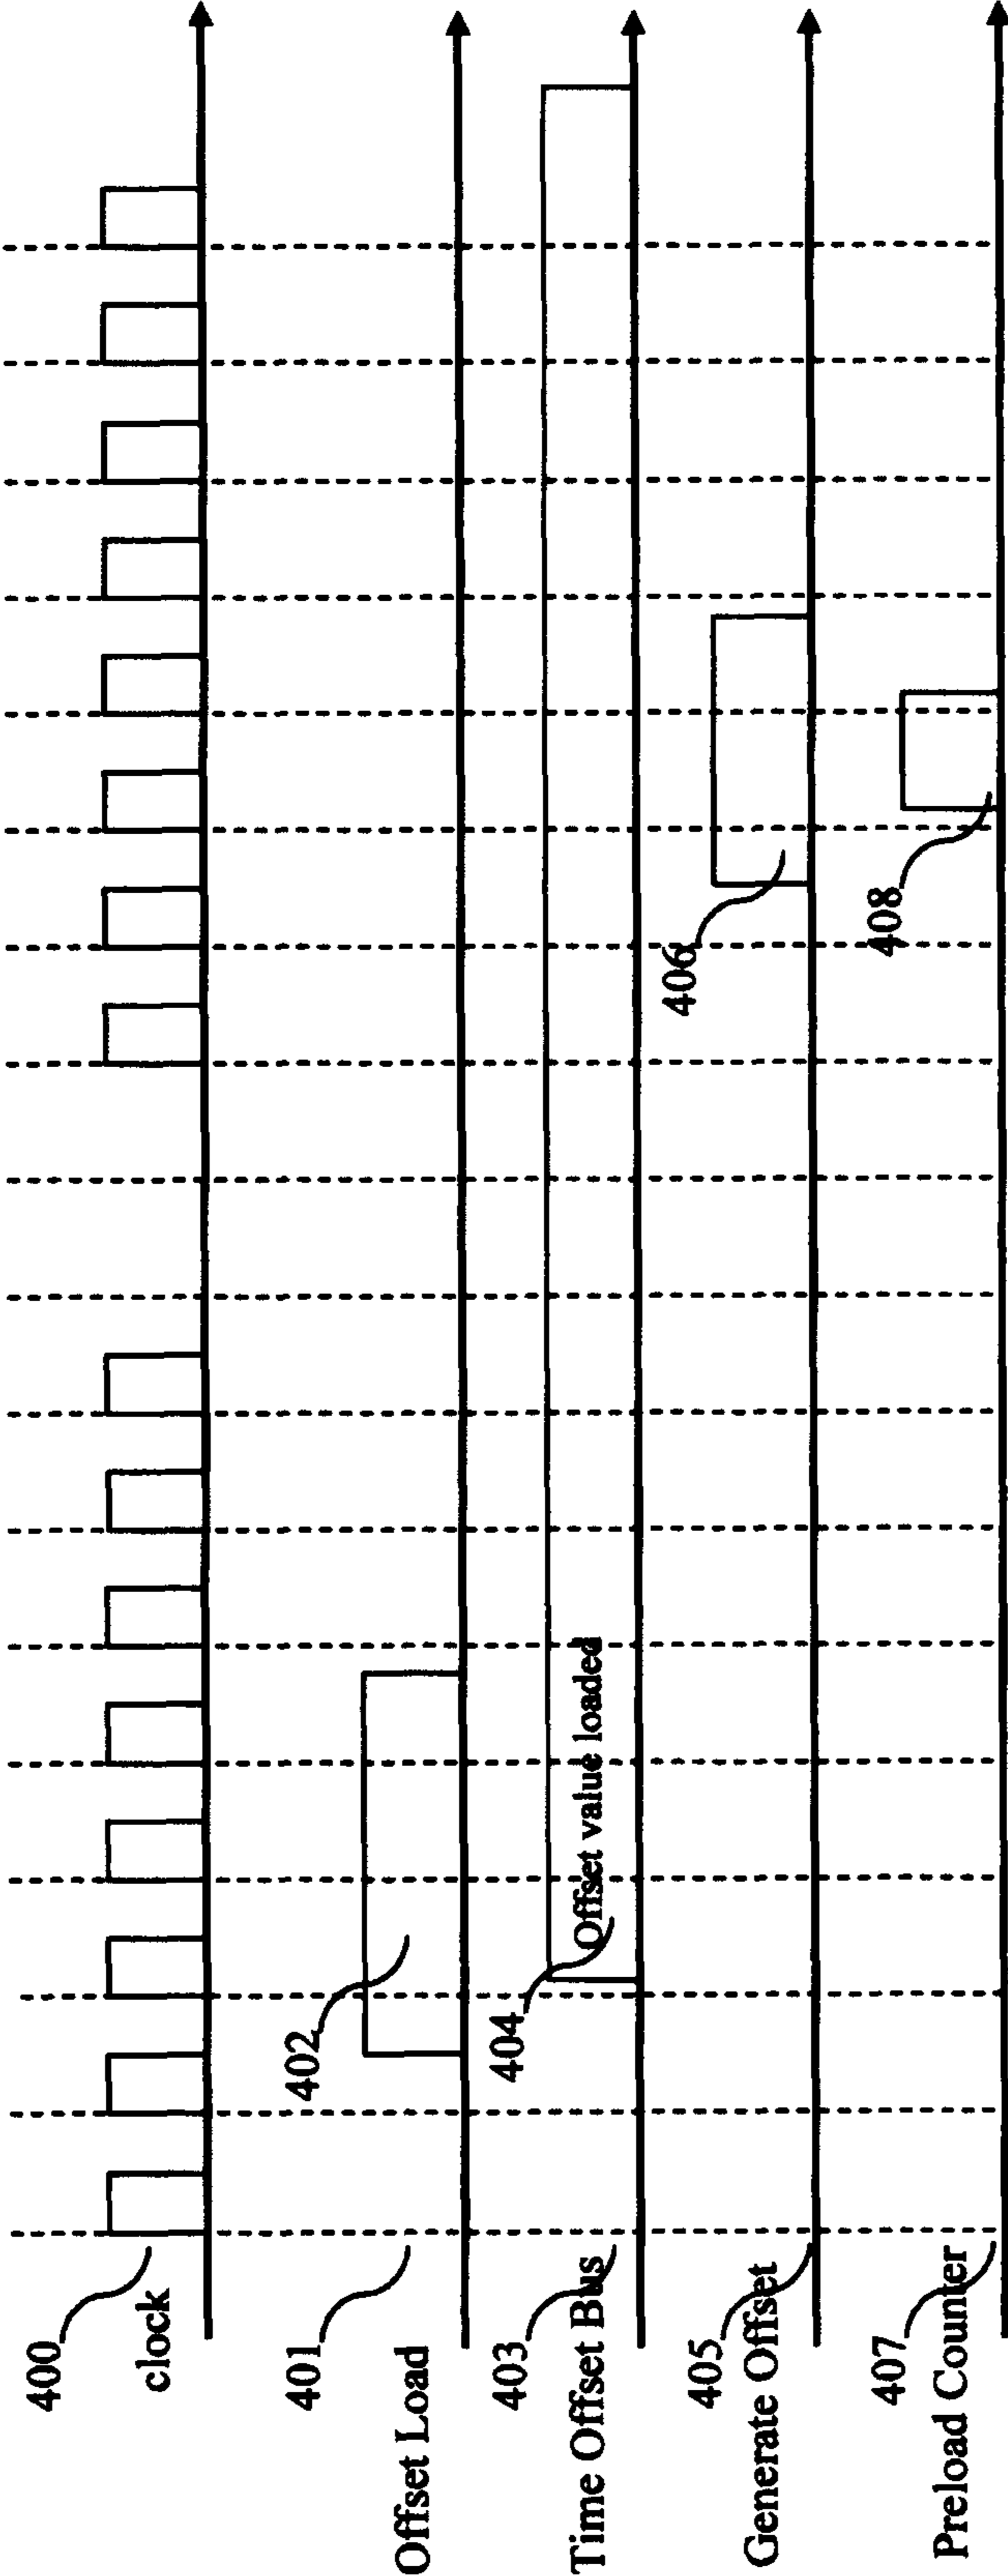 400
clock
401
Offset Load
402
403
Time Offset Bus
404
Offset value loaded
405
Generate Offset
406
407
Preload Counter
408